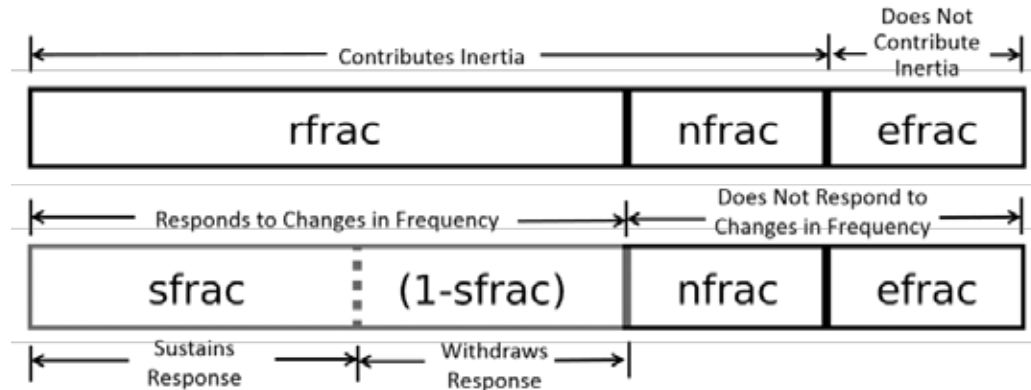 Does Not
Contribute
Inertia
Contributes Inertia
rfrac nfrac efrac
Responds to Changes in Frequency
Does Not Respond to
Changes in Frequency
sfrac (1-sfrac) nfrac efrac
Sustains
Response
Withdraws
Response